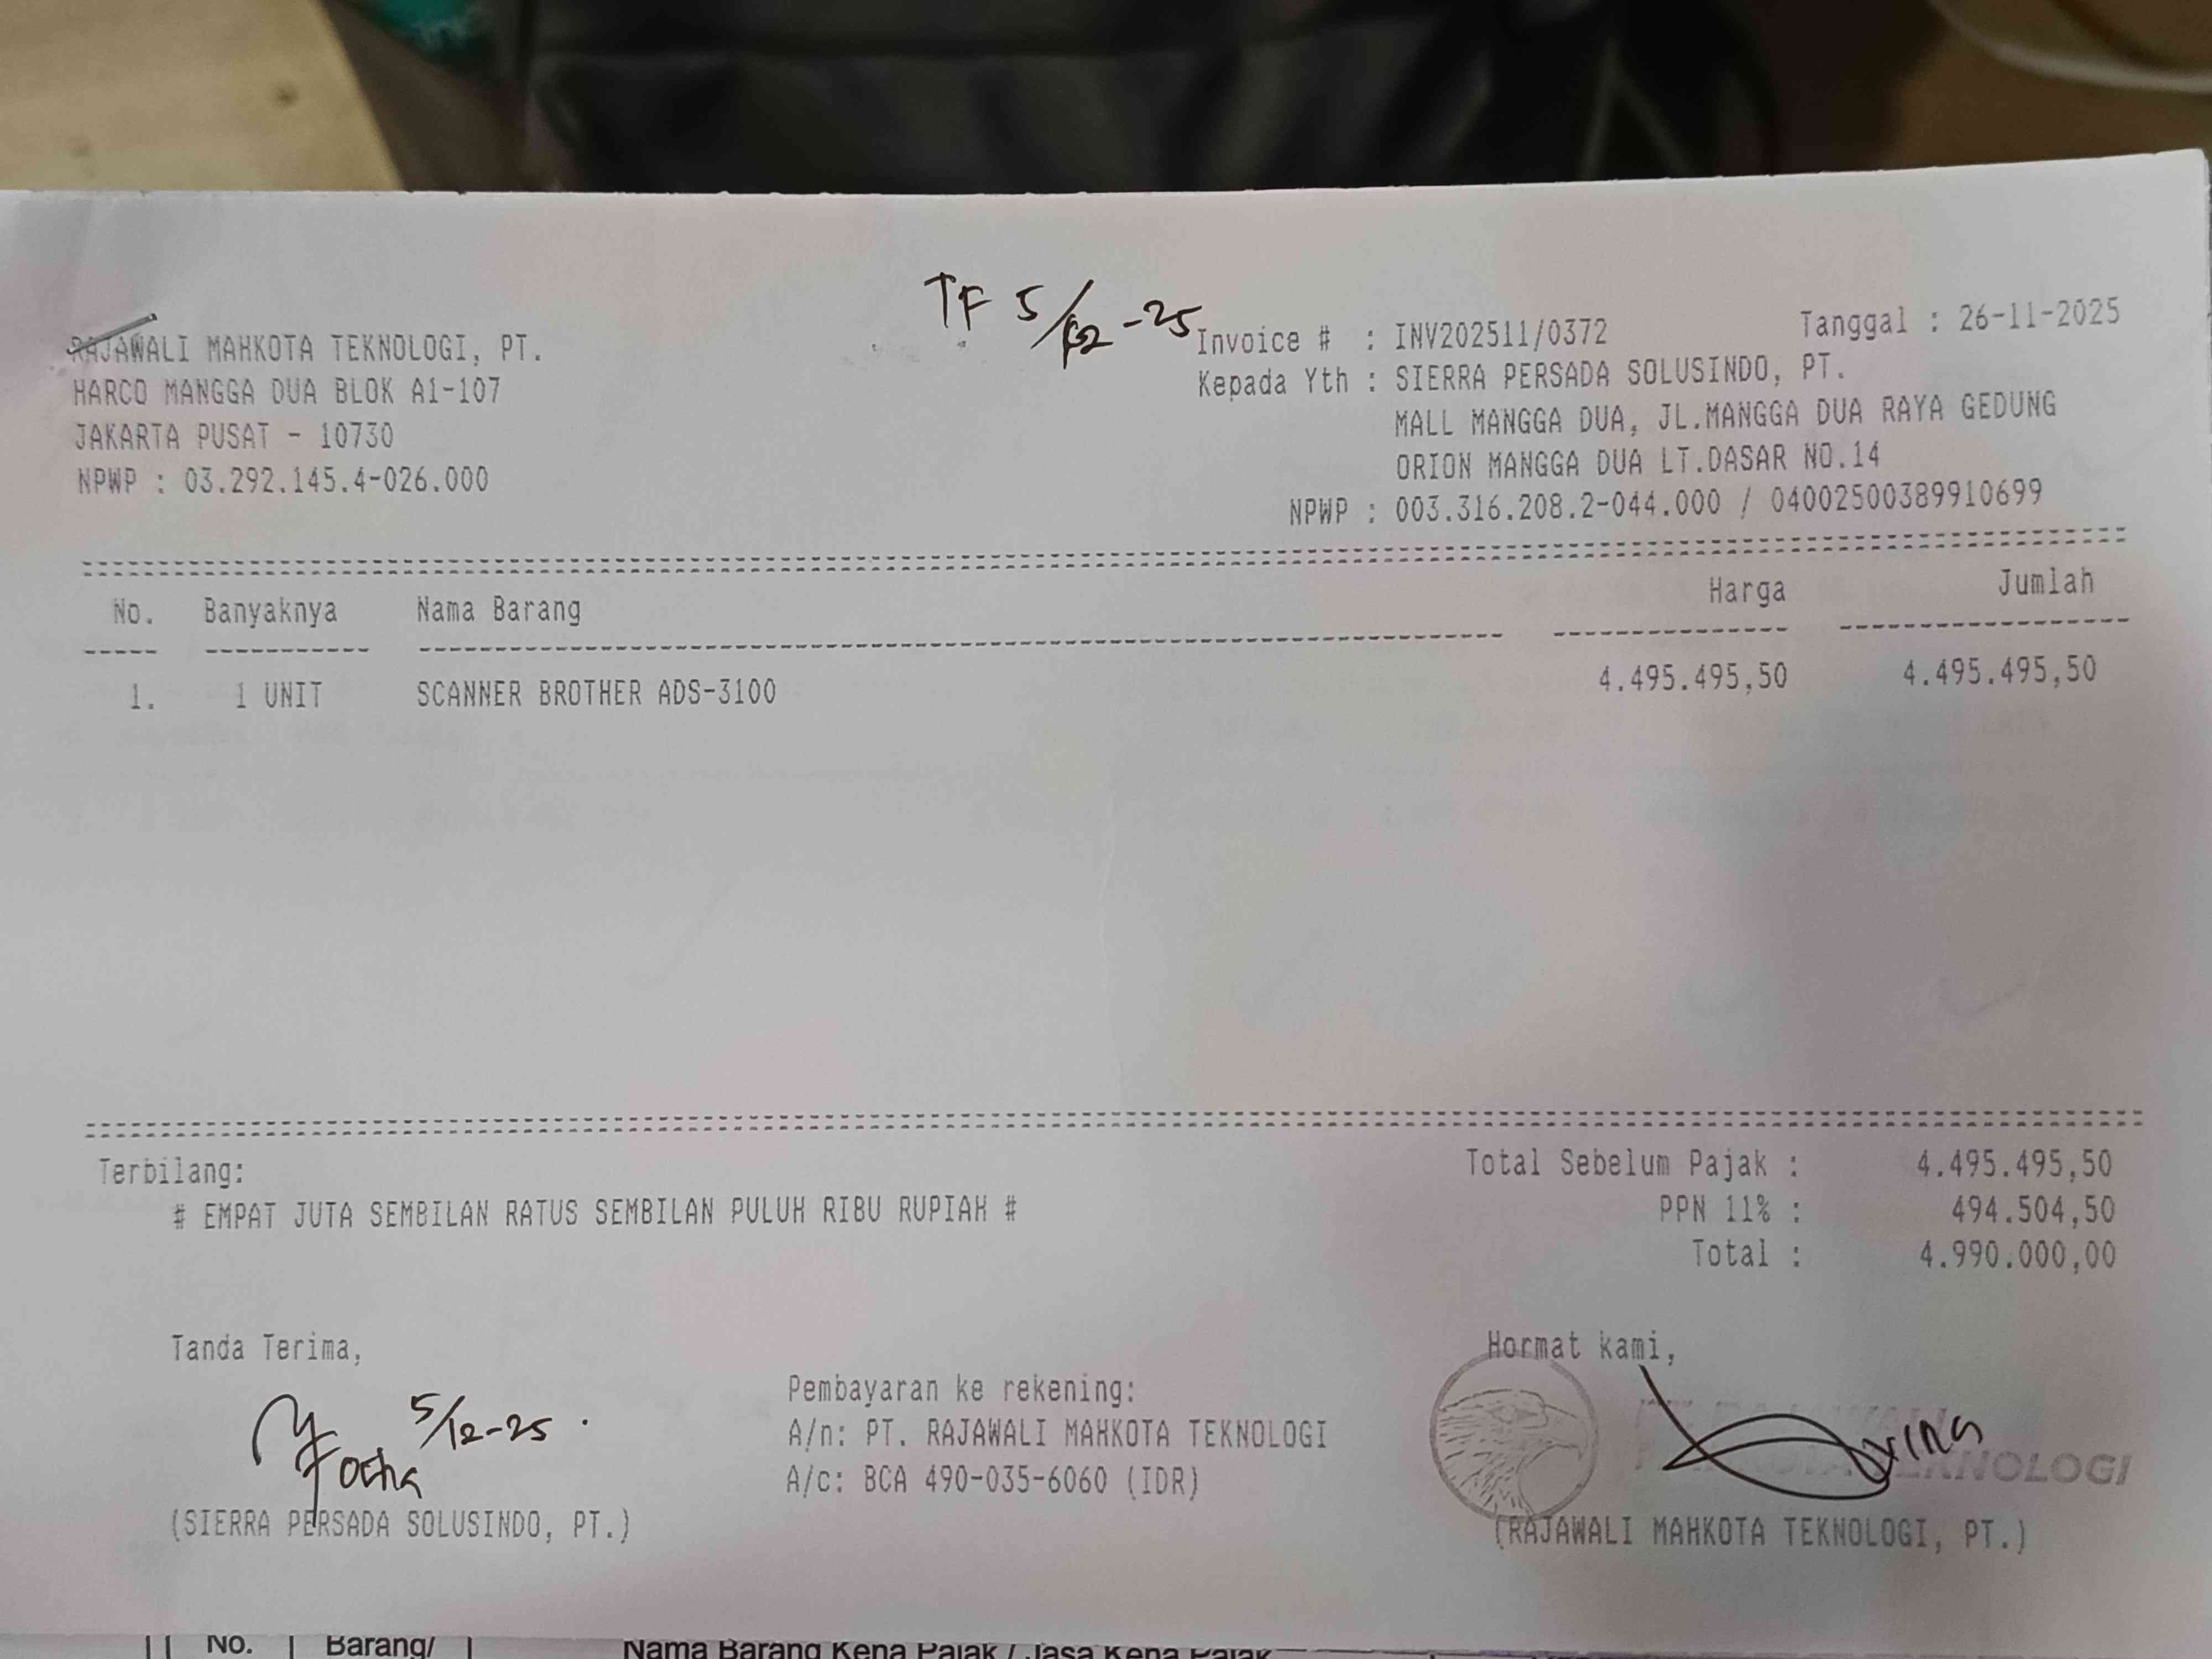 TF 5/12-25
RAJAWALI MAHKOTA TEKNOLOGI, PT.
HARCO MANGGA DUA BLOK A1-107
JAKARTA PUSAT - 10730
NPWP : 03.292.145.4-026.000
Invoice # : INV202511/0372 Tanggal : 26-11-2025
Kepada Yth : SIERRA PERSADA SOLUSINDO, PT.
MALL MANGGA DUA, JL.MANGGA DUA RAYA GEDUNG
ORION MANGGA DUA LT.DASAR NO.14
NPWP : 003.316.208.2-044.000 / 04002500389910699
No. Banyaknya Nama Barang Harga Jumlah
1. 1 UNIT SCANNER BROTHER ADS-3100 4.495.495,50 4.495.495,50
Terbilang:
# EMPAT JUTA SEMBILAN RATUS SEMBILAN PULUH RIBU RUPIAH #
Total Sebelum Pajak : 4.495.495,50
PPN 11% : 494.504,50
Total : 4.990.000,00
Tanda Terima,
5/12-25
(SIERRA PERSADA SOLUSINDO, PT.)
Pembayaran ke rekening:
A/n: PT. RAJAWALI MAHKOTA TEKNOLOGI
A/c: BCA 490-035-6060 (IDR)
Hormat kami,
TEKNOLOGI
(RAJAWALI MAHKOTA TEKNOLOGI, PT.)
No. Barang/ Nama Barang Kena Pajak / Jasa Kena Pajak